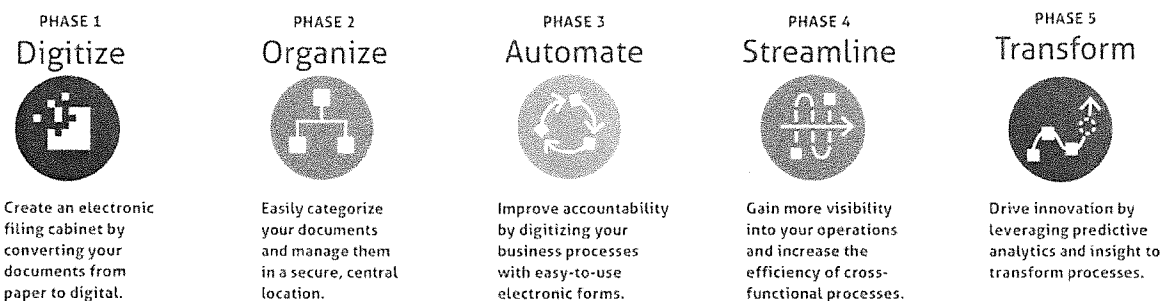 PHASE 1
Digitize
Create an electronic
filing cabinet by
converting your
documents from
paper to digital.
PHASE 2
Organize
Easily categorize
your documents
and manage them
in a secure, central
location.
PHASE 3
Automate
Improve accountability
by digitizing your
business processes
with easy-to-use
electronic forms.
PHASE 4
Streamline
Gain more visibility
into your operations
and increase the
efficiency of cross-
functional processes.
PHASE 5
Transform
Drive innovation by
leveraging predictive
analytics and insight to
transform processes.